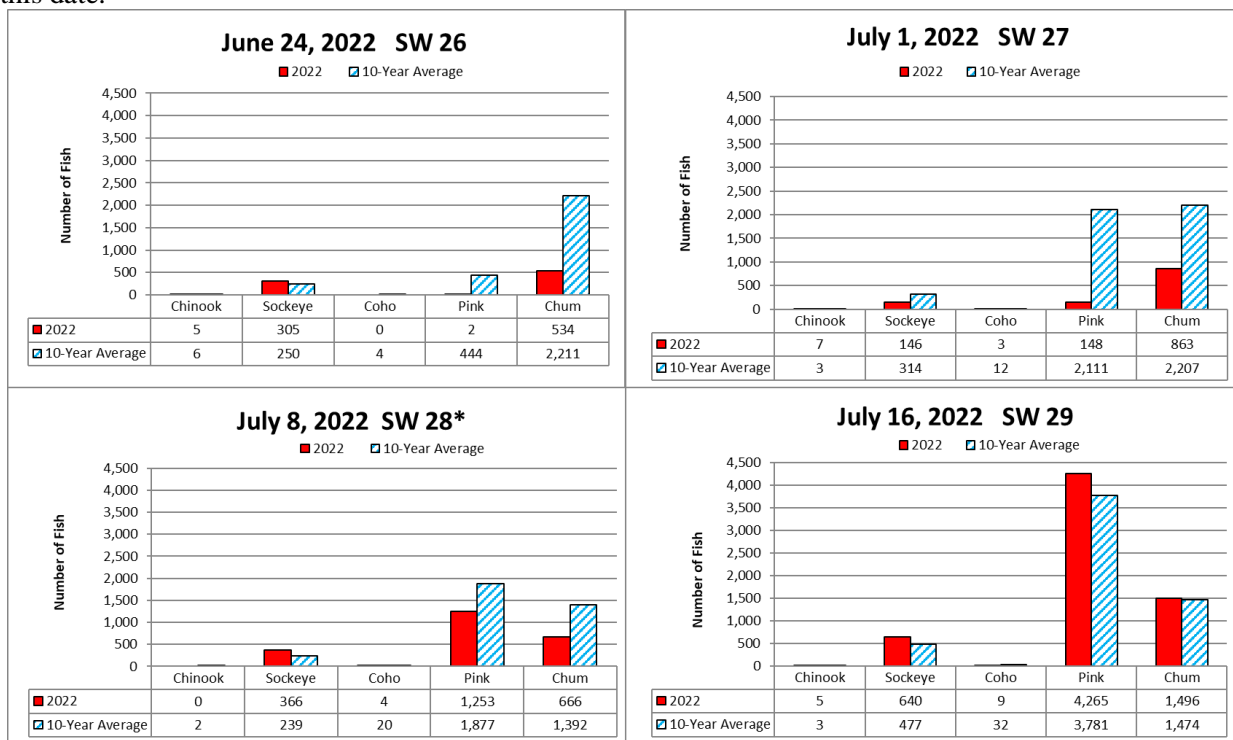 this date.
June 24, 2022 SW 26
2022 10-Year Average
Number of Fish
4,500
4,000
3,500
3,000
2,500
2,000
1,500
1,000
500
0
Chinook Sockeye Coho Pink Chum
2022 5 305 0 2 534
10-Year Average 6 250 4 444 2,211
July 1, 2022 SW 27
2022 10-Year Average
Number of Fish
4,500
4,000
3,500
3,000
2,500
2,000
1,500
1,000
500
0
Chinook Sockeye Coho Pink Chum
2022 7 146 3 148 863
10-Year Average 3 314 12 2,111 2,207
July 8, 2022 SW 28*
2022 10-Year Average
Number of Fish
4,500
4,000
3,500
3,000
2,500
2,000
1,500
1,000
500
0
Chinook Sockeye Coho Pink Chum
2022 0 366 4 1,253 666
10-Year Average 2 239 20 1,877 1,392
July 16, 2022 SW 29
2022 10-Year Average
Number of Fish
4,500
4,000
3,500
3,000
2,500
2,000
1,500
1,000
500
0
Chinook Sockeye Coho Pink Chum
2022 5 640 9 4,265 1,496
10-Year Average 3 477 32 3,781 1,474